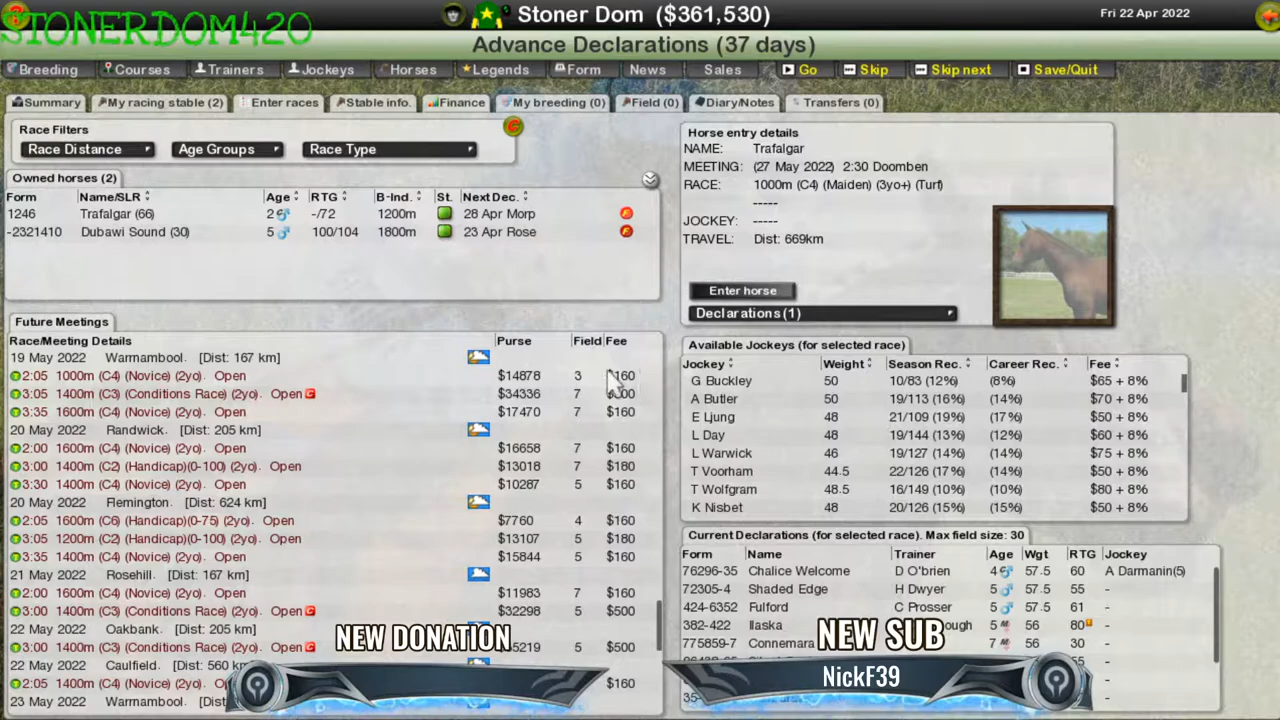 STONERDOM420
Stoner Dom ($361,530)
Fri 22 Apr 2022
Advance Declarations (37 days)
Breeding Courses Trainers Jockeys Horses Legends Form News Sales Go Skip Skip next Save/Quit
Summary My racing stable (2) Enter races Stable info. Finance My breeding (0) Field (0) Diary/Notes Transfers (0)
Race Filters
Race Distance Age Groups Race Type
Owned horses (2)
Form Name/SLR Age RTG B-Ind. St. Next Dec.
1246 Trafalgar (66) 2 -/72 1200m 28 Apr Morp
-2321410 Dubawi Sound (30) 5 100/104 1800m 23 Apr Rose
Future Meetings
Race/Meeting Details Purse Field Fee
19 May 2022 Warnambool. [Dist: 167 km]
2:05 1000m (C4) (Novice) (2yo). Open $14878 3 $160
3:05 1400m (C3) (Conditions Race) (2yo). Open G $34336 7
3:35 1600m (C4) (Novice) (2yo). Open $17470 7 $160
20 May 2022 Randwick. [Dist: 205 km]
2:00 1600m (C4) (Novice) (2yo). Open $16658 7 $160
3:00 1400m (C2) (Handicap)(0-100) (2yo). Open $13018 7 $180
3:30 1400m (C4) (Novice) (2yo). Open $10287 5 $160
20 May 2022 Remington. [Dist: 624 km]
2:05 1600m (C6) (Handicap)(0-75) (2yo). Open $7760 4 $160
3:05 1200m (C2) (Handicap)(0-100) (2yo). Open $13107 5 $180
3:35 1400m (C4) (Novice) (2yo). Open $15844 5 $160
21 May 2022 Rosehill. [Dist: 167 km]
2:00 1600m (C4) (Novice) (2yo). Open $11983 7 $160
3:00 1400m (C3) (Conditions Race) (2yo). Open G $32298 5 $500
22 May 2022 Oakbank. [Dist: 205 km]
3:00 1400m (C3) (Conditions Race) (2yo). Open G 5219 5 $500
22 May 2022 Caulfield. [Dist: 560 km]
2:05 1400m (C4) (Novice) (2yo). Op $160
23 May 2022 Warnambool. [Dist
Horse entry details
NAME: Trafalgar
MEETING: (27 May 2022) 2:30 Doomben
RACE: 1000m (C4) (Maiden) (3yo+) (Turf)
-----
JOCKEY: -----
TRAVEL: Dist: 669km
Enter horse
Declarations (1)
Available Jockeys (for selected race)
Jockey Weight Season Rec. Career Rec. Fee
G Buckley 50 10/83 (12%) (8%) $65 + 8%
A Butler 50 19/113 (16%) (14%) $70 + 8%
E Ljung 48 21/109 (19%) (17%) $50 + 8%
L Day 48 19/144 (13%) (12%) $60 + 8%
L Warwick 46 19/127 (14%) (14%) $75 + 8%
T Voorham 44.5 22/126 (17%) (14%) $50 + 8%
T Wolfgram 48.5 16/149 (10%) (10%) $80 + 8%
K Nisbet 48 20/126 (15%) (15%) $50 + 8%
Current Declarations (for selected race). Max field size: 30
Form Name Trainer Age Wgt RTG Jockey
76296-35 Chalice Welcome D O'brien 4 57.5 60 A Darmanin(5)
72305-4 Shaded Edge H Dwyer 5 57.5 55 -
424-6352 Fulford C Prosser 5 57.5 61 -
382-422 Ilaska ough 5 56 80 -
775859-7 Connemara 7 56 30 -
NEW DONATION
NEW SUB
NickF39